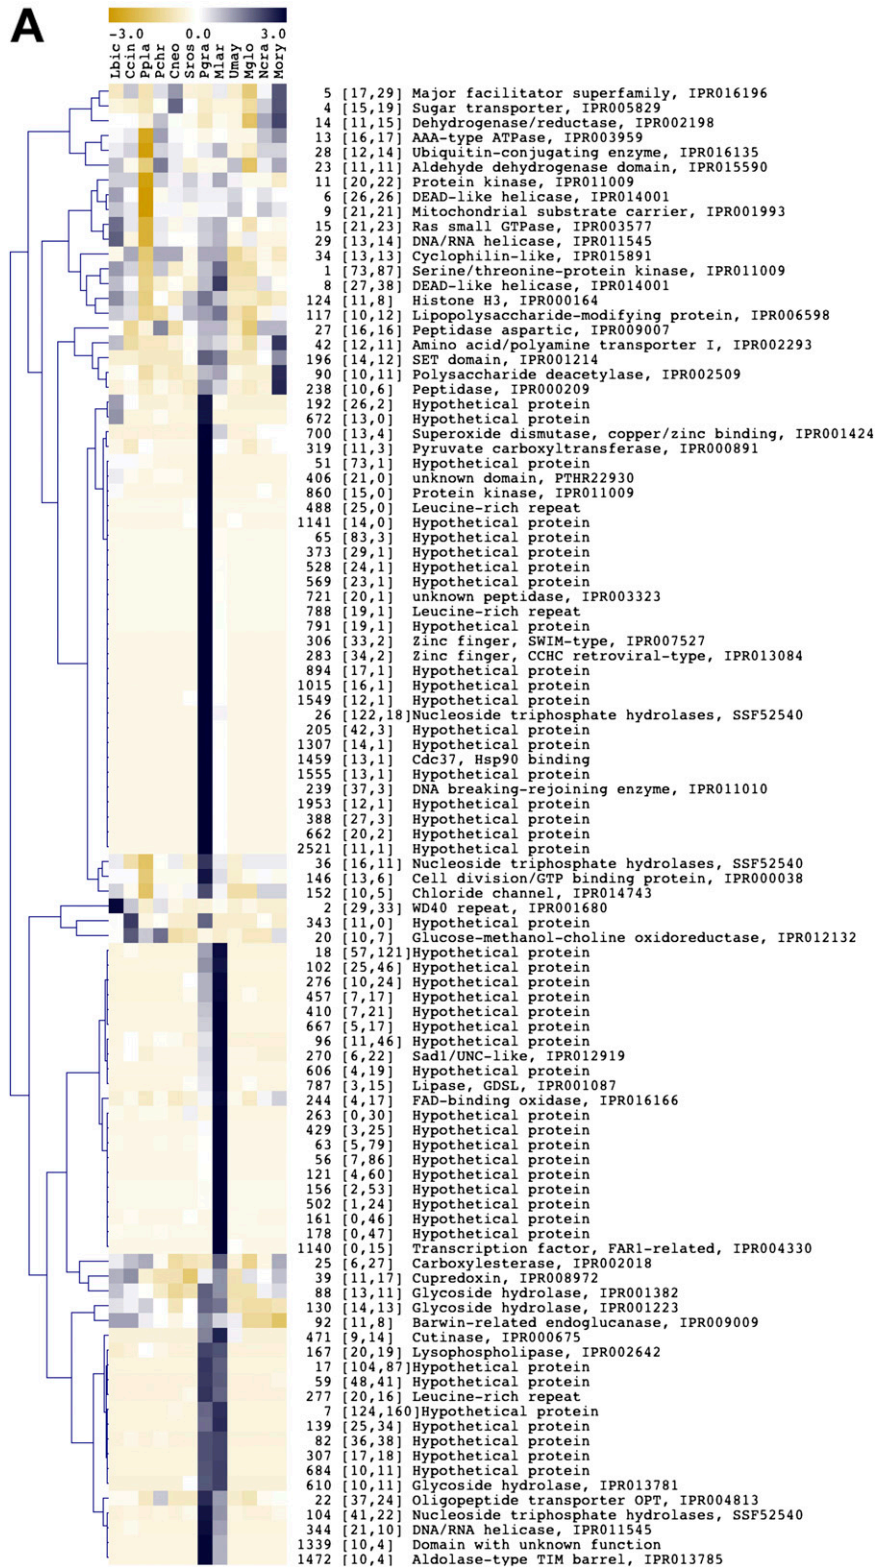 A
-3.0 0.0 3.0
Lbic Ccin Ppla Pchr Cneo Sros Pgra Mlar Umay Mglo Ncra Mory
5 [17,29] Major facilitator superfamily, IPR016196
4 [15,19] Sugar transporter, IPR005829
14 [11,15] Dehydrogenase/reductase, IPR002198
13 [16,17] AAA-type ATPase, IPR003959
28 [12,14] Ubiquitin-conjugating enzyme, IPR016135
23 [11,11] Aldehyde dehydrogenase domain, IPR015590
11 [20,22] Protein kinase, IPR011009
6 [26,26] DEAD-like helicase, IPR014001
9 [21,21] Mitochondrial substrate carrier, IPR001993
15 [21,23] Ras small GTPase, IPR003577
29 [13,14] DNA/RNA helicase, IPR011545
34 [13,13] Cyclophilin-like, IPR015891
1 [73,87] Serine/threonine-protein kinase, IPR011009
8 [27,38] DEAD-like helicase, IPR014001
124 [11,8] Histone H3, IPR000164
117 [10,12] Lipopolysaccharide-modifying protein, IPR006598
27 [16,16] Peptidase aspartic, IPR009007
42 [12,11] Amino acid/polyamine transporter I, IPR002293
196 [14,12] SET domain, IPR001214
90 [10,11] Polysaccharide deacetylase, IPR002509
238 [10,6] Peptidase, IPR000209
192 [26,2] Hypothetical protein
672 [13,0] Hypothetical protein
700 [13,4] Superoxide dismutase, copper/zinc binding, IPR001424
319 [11,3] Pyruvate carboxyltransferase, IPR000891
51 [73,1] Hypothetical protein
406 [21,0] unknown domain, PTHR22930
860 [15,0] Protein kinase, IPR011009
488 [25,0] Leucine-rich repeat
1141 [14,0] Hypothetical protein
65 [83,3] Hypothetical protein
373 [29,1] Hypothetical protein
528 [24,1] Hypothetical protein
569 [23,1] Hypothetical protein
721 [20,1] unknown peptidase, IPR003323
788 [19,1] Leucine-rich repeat
791 [19,1] Hypothetical protein
306 [33,2] Zinc finger, SWIM-type, IPR007527
283 [34,2] Zinc finger, CCHC retroviral-type, IPR013084
894 [17,1] Hypothetical protein
1015 [16,1] Hypothetical protein
1549 [12,1] Hypothetical protein
26 [122,18]Nucleoside triphosphate hydrolases, SSF52540
205 [42,3] Hypothetical protein
1307 [14,1] Hypothetical protein
1459 [13,1] Cdc37, Hsp90 binding
1555 [13,1] Hypothetical protein
239 [37,3] DNA breaking-rejoining enzyme, IPR011010
1953 [12,1] Hypothetical protein
388 [27,3] Hypothetical protein
662 [20,2] Hypothetical protein
2521 [11,1] Hypothetical protein
36 [16,11] Nucleoside triphosphate hydrolases, SSF52540
146 [13,6] Cell division/GTP binding protein, IPR000038
152 [10,5] Chloride channel, IPR014743
2 [29,33] WD40 repeat, IPR001680
343 [11,0] Hypothetical protein
20 [10,7] Glucose-methanol-choline oxidoreductase, IPR012132
18 [57,121]Hypothetical protein
102 [25,46] Hypothetical protein
276 [10,24] Hypothetical protein
457 [7,17] Hypothetical protein
410 [7,21] Hypothetical protein
667 [5,17] Hypothetical protein
96 [11,46] Hypothetical protein
270 [6,22] Sad1/UNC-like, IPR012919
606 [4,19] Hypothetical protein
787 [3,15] Lipase, GDSL, IPR001087
244 [4,17] FAD-binding oxidase, IPR016166
263 [0,30] Hypothetical protein
429 [3,25] Hypothetical protein
63 [5,79] Hypothetical protein
56 [7,86] Hypothetical protein
121 [4,60] Hypothetical protein
156 [2,53] Hypothetical protein
502 [1,24] Hypothetical protein
161 [0,46] Hypothetical protein
178 [0,47] Hypothetical protein
1140 [0,15] Transcription factor, FAR1-related, IPR004330
25 [6,27] Carboxylesterase, IPR002018
39 [11,17] Cupredoxin, IPR008972
88 [13,11] Glycoside hydrolase, IPR001382
130 [14,13] Glycoside hydrolase, IPR001223
92 [11,8] Barwin-related endoglucanase, IPR009009
471 [9,14] Cutinase, IPR000675
167 [20,19] Lysophospholipase, IPR002642
17 [104,87]Hypothetical protein
59 [48,41] Hypothetical protein
277 [20,16] Leucine-rich repeat
7 [124,160]Hypothetical protein
139 [25,34] Hypothetical protein
82 [36,38] Hypothetical protein
307 [17,18] Hypothetical protein
684 [10,11] Hypothetical protein
610 [10,11] Glycoside hydrolase, IPR013781
22 [37,24] Oligopeptide transporter OPT, IPR004813
104 [41,22] Nucleoside triphosphate hydrolases, SSF52540
344 [21,10] DNA/RNA helicase, IPR011545
1339 [10,4] Domain with unknown function
1472 [10,4] Aldolase-type TIM barrel, IPR013785